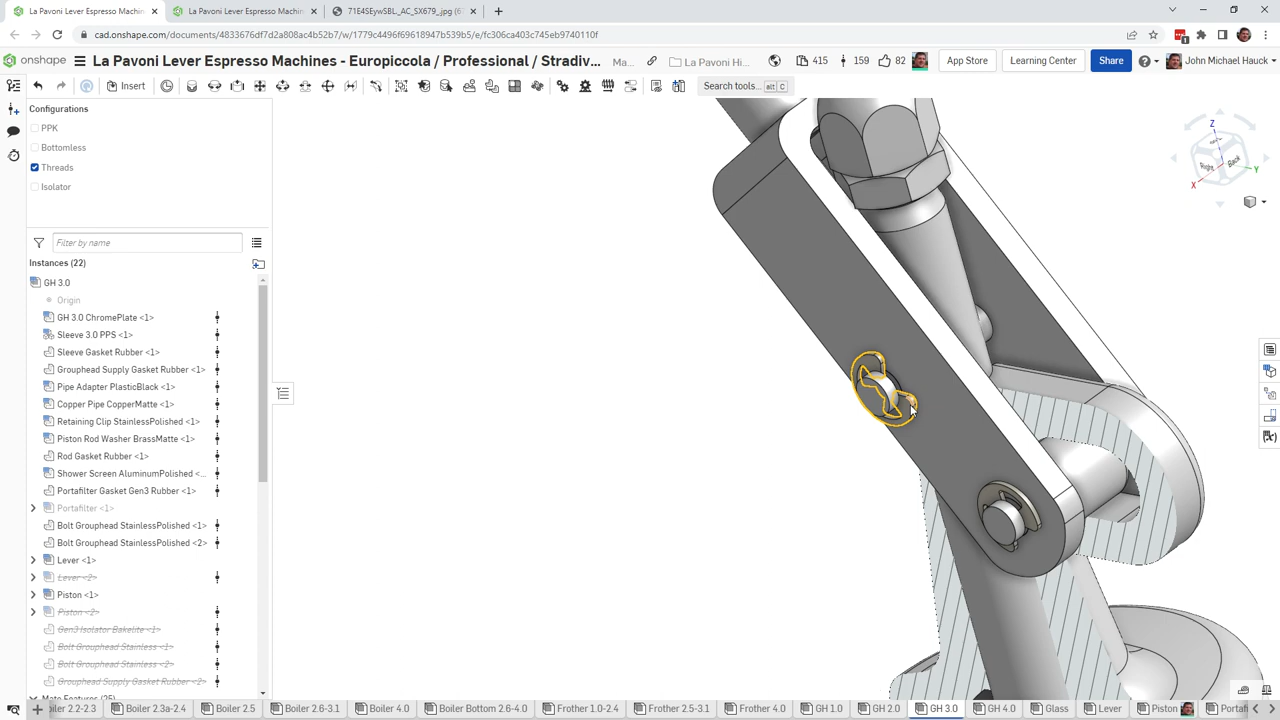 La Pavoni Lever Espresso Machin
La Pavoni Lever Espresso Machin
71E4SEywSBL._AC_SX679_.jpg (67
cad.onshape.com/documents/4833676df7d2a808ac4b52b7/w/1779c4496f69618947b539b5/e/fc306ca403c745eb9740110f
onshape
La Pavoni Lever Espresso Machines - Europiccola / Professional / Stradiv...
Ma...
La Pavoni Hi...
415
159
82
App Store
Learning Center
Share
John Michael Hauck
Insert
Search tools...
alt
C
Configurations
PPK
Bottomless
Threads
Isolator
Filter by name
Instances (22)
GH 3.0
Origin
GH 3.0 ChromePlate <1>
Sleeve 3.0 PPS <1>
Sleeve Gasket Rubber <1>
Grouphead Supply Gasket Rubber <1>
Pipe Adapter PlasticBlack <1>
Copper Pipe CopperMatte <1>
Retaining Clip StainlessPolished <1>
Piston Rod Washer BrassMatte <1>
Rod Gasket Rubber <1>
Shower Screen AluminumPolished <...
Portafilter Gasket Gen3 Rubber <1>
Portafilter <1>
Bolt Grouphead StainlessPolished <1>
Bolt Grouphead StainlessPolished <2>
Lever <1>
Lever <2>
Piston <1>
Piston <2>
Gen3 Isolator Bakelite <1>
Bolt Grouphead Stainless <1>
Bolt Grouphead Stainless <2>
Grouphead Supply Gasket Rubber <2>
Mate Features (25)
Z
Right
Back
Y
X
Boiler 2.2-2.3
Boiler 2.3a-2.4
Boiler 2.5
Boiler 2.6-3.1
Boiler 4.0
Boiler Bottom 2.6-4.0
Frother 1.0-2.4
Frother 2.5-3.1
Frother 4.0
GH 1.0
GH 2.0
GH 3.0
GH 4.0
Glass
Lever
Piston
Portaf